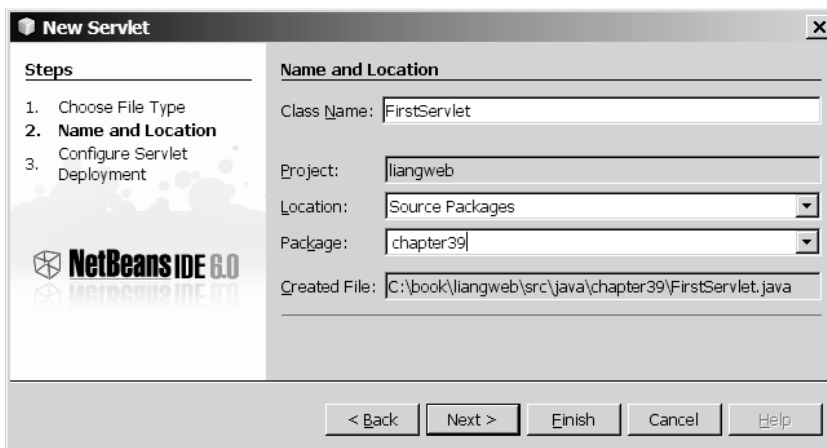 New Servlet
Steps
1. Choose File Type
2. Name and Location
3. Configure Servlet
Deployment
NetBeans IDE 6.0
Name and Location
Class Name: FirstServlet
Project: liangweb
Location: Source Packages
Package: chapter39
Created File: C:\book\liangweb\src\java\chapter39\FirstServlet.java
< Back Next > Finish Cancel Help